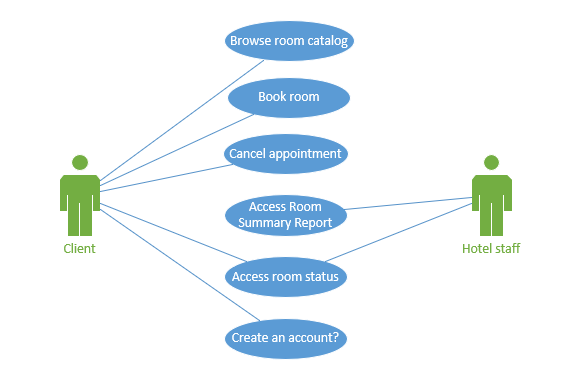 Browse room catalog
Book room
Cancel appointment
Access Room
Summary Report
Client
Hotel staff
Access room status
Create an account?